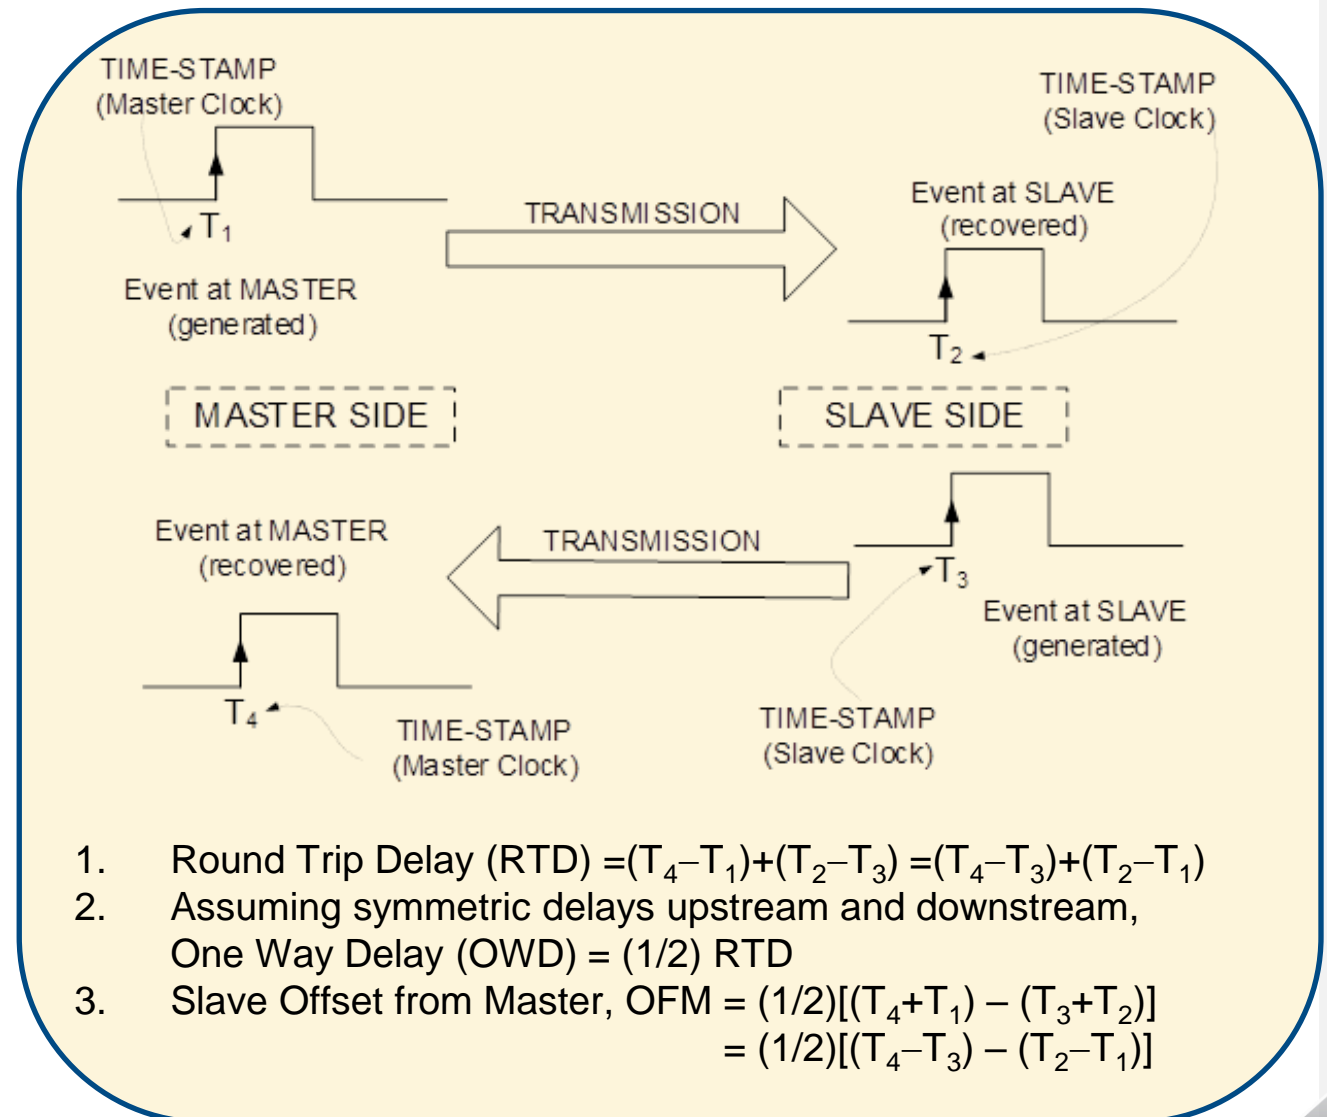 TIME-STAMP
(Master Clock)
TIME-STAMP
(Slave Clock)
T₁
Event at MASTER
(generated)
TRANSMISSION
Event at SLAVE
(recovered)
T₂
MASTER SIDE
SLAVE SIDE
Event at MASTER
(recovered)
TRANSMISSION
T₃
Event at SLAVE
(generated)
T₄
TIME-STAMP
(Master Clock)
TIME-STAMP
(Slave Clock)
1. Round Trip Delay (RTD) =(T₄−T₁)+(T₂−T₃) =(T₄−T₃)+(T₂−T₁)
2. Assuming symmetric delays upstream and downstream,
One Way Delay (OWD) = (1/2) RTD
3. Slave Offset from Master, OFM = (1/2)[(T₄+T₁) – (T₃+T₂)]
= (1/2)[(T₄−T₃) – (T₂−T₁)]